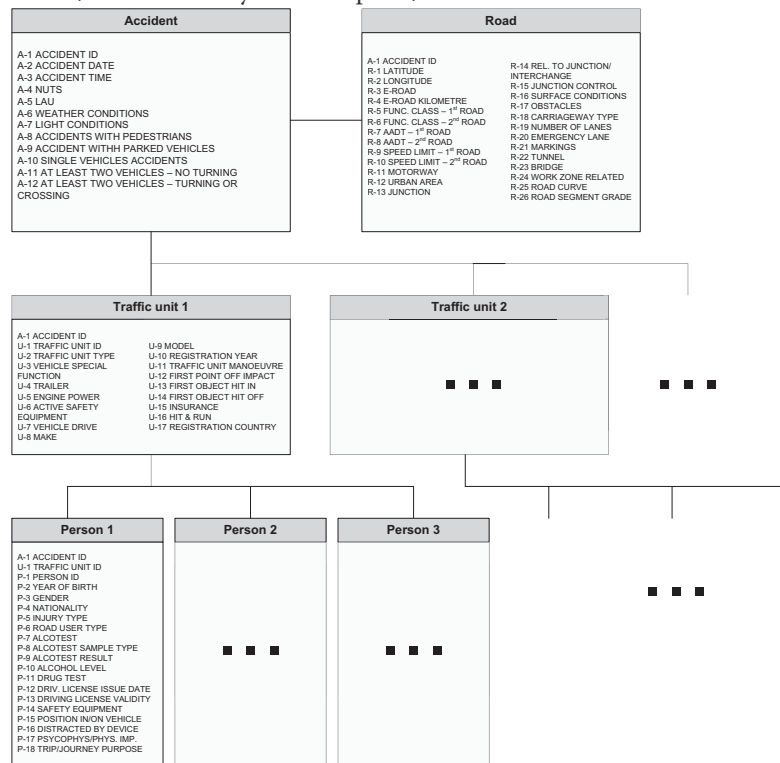 Accident
A-1 ACCIDENT ID
A-2 ACCIDENT DATE
A-3 ACCIDENT TIME
A-4 NUTS
A-5 LAU
A-6 WEATHER CONDITIONS
A-7 LIGHT CONDITIONS
A-8 ACCIDENTS WITH PEDESTRIANS
A-9 ACCIDENT WITHH PARKED VEHICLES
A-10 SINGLE VEHICLES ACCIDENTS
A-11 AT LEAST TWO VEHICLES – NO TURNING
A-12 AT LEAST TWO VEHICLES – TURNING OR
CROSSING
Road
A-1 ACCIDENT ID
R-1 LATITUDE
R-2 LONGITUDE
R-3 E-ROAD
R-4 E-ROAD KILOMETRE
R-5 FUNC. CLASS – 1st ROAD
R-6 FUNC. CLASS – 2nd ROAD
R-7 AADT – 1st ROAD
R-8 AADT – 2nd ROAD
R-9 SPEED LIMIT – 1st ROAD
R-10 SPEED LIMIT – 2nd ROAD
R-11 MOTORWAY
R-12 URBAN AREA
R-13 JUNCTION
R-14 REL. TO JUNCTION/
INTERCHANGE
R-15 JUNCTION CONTROL
R-16 SURFACE CONDITIONS
R-17 OBSTACLES
R-18 CARRIAGEWAY TYPE
R-19 NUMBER OF LANES
R-20 EMERGENCY LANE
R-21 MARKINGS
R-22 TUNNEL
R-23 BRIDGE
R-24 WORK ZONE RELATED
R-25 ROAD CURVE
R-26 ROAD SEGMENT GRADE
Traffic unit 1
A-1 ACCIDENT ID
U-1 TRAFFIC UNIT ID
U-2 TRAFFIC UNIT TYPE
U-3 VEHICLE SPECIAL
FUNCTION
U-4 TRAILER
U-5 ENGINE POWER
U-6 ACTIVE SAFETY
EQUIPMENT
U-7 VEHICLE DRIVE
U-8 MAKE
U-9 MODEL
U-10 REGISTRATION YEAR
U-11 TRAFFIC UNIT MANOEUVRE
U-12 FIRST POINT OFF IMPACT
U-13 FIRST OBJECT HIT IN
U-14 FIRST OBJECT HIT OFF
U-15 INSURANCE
U-16 HIT & RUN
U-17 REGISTRATION COUNTRY
Traffic unit 2
Person 1
A-1 ACCIDENT ID
U-1 TRAFFIC UNIT ID
P-1 PERSON ID
P-2 YEAR OF BIRTH
P-3 GENDER
P-4 NATIONALITY
P-5 INJURY TYPE
P-6 ROAD USER TYPE
P-7 ALCOTEST
P-8 ALCOTEST SAMPLE TYPE
P-9 ALCOTEST RESULT
P-10 ALCOHOL LEVEL
P-11 DRUG TEST
P-12 DRIV. LICENSE ISSUE DATE
P-13 DRIVING LICENSE VALIDITY
P-14 SAFETY EQUIPMENT
P-15 POSITION IN/ON VEHICLE
P-16 DISTRACTED BY DEVICE
P-17 PSYCOPHYS/PHYS. IMP.
P-18 TRIP/JOURNEY PURPOSE
Person 2
Person 3